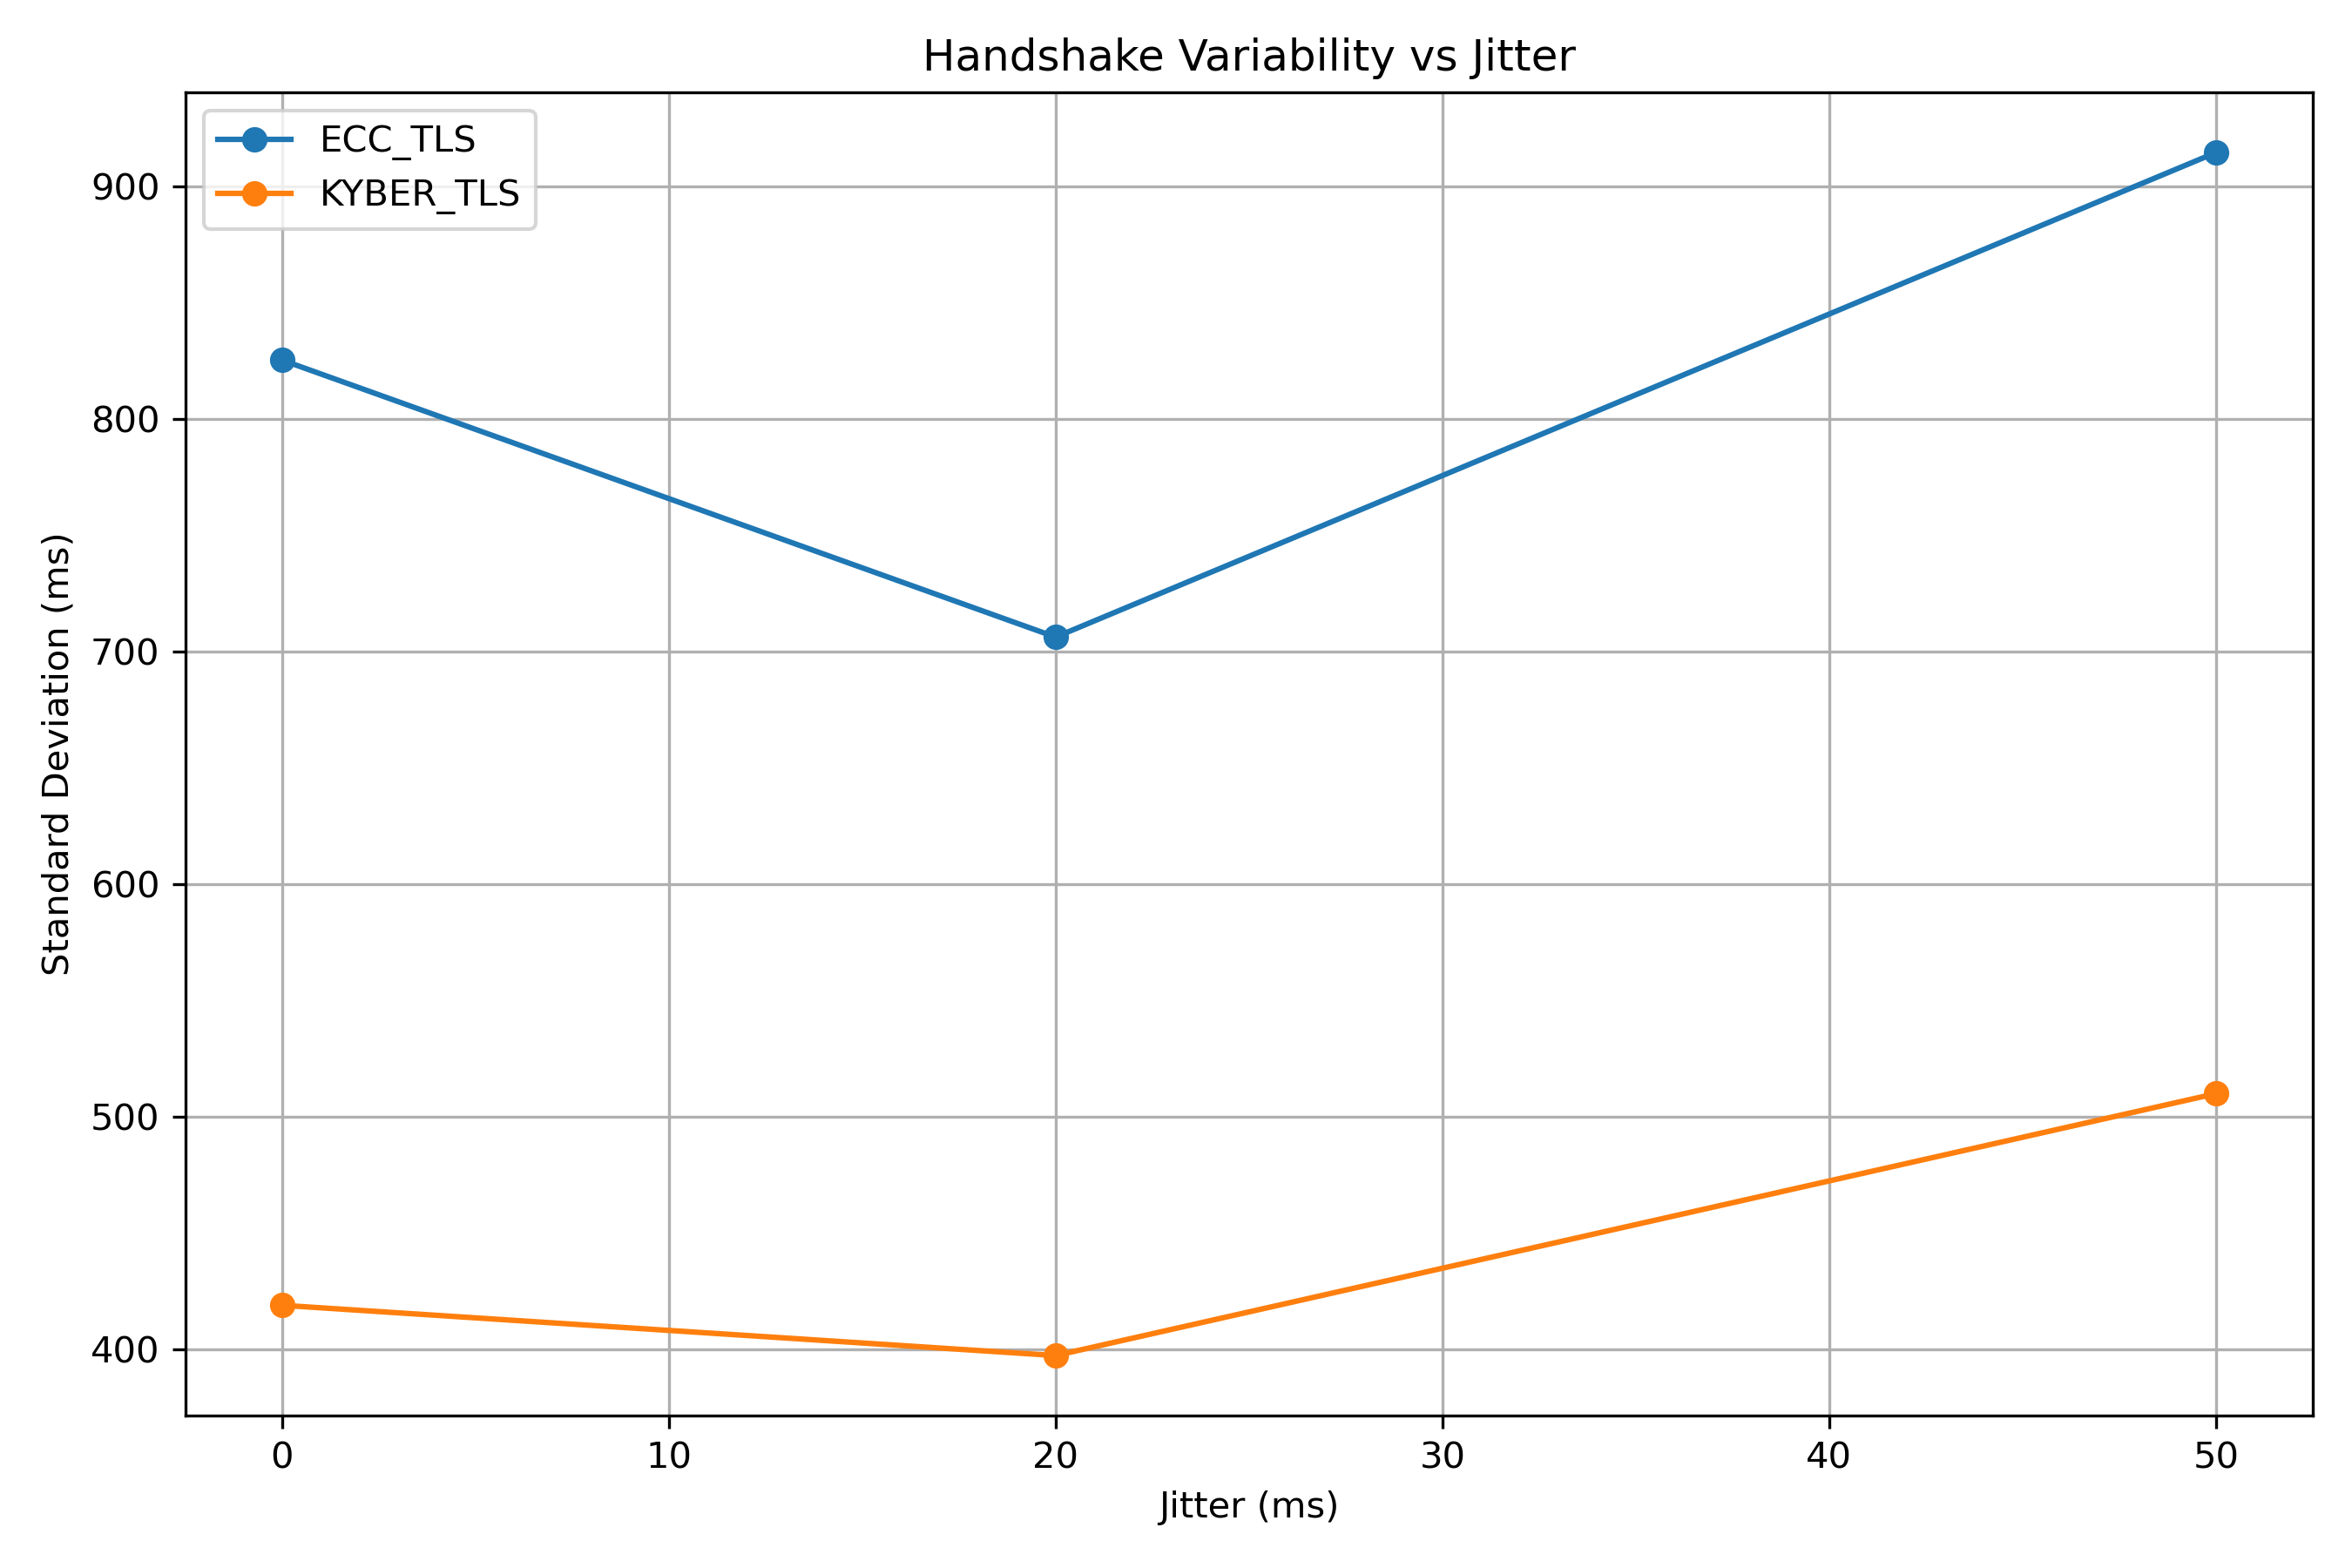 Handshake Variability vs Jitter
ECC_TLS
KYBER_TLS
Standard Deviation (ms)
900
800
700
600
500
400
0 10 20 30 40 50
Jitter (ms)